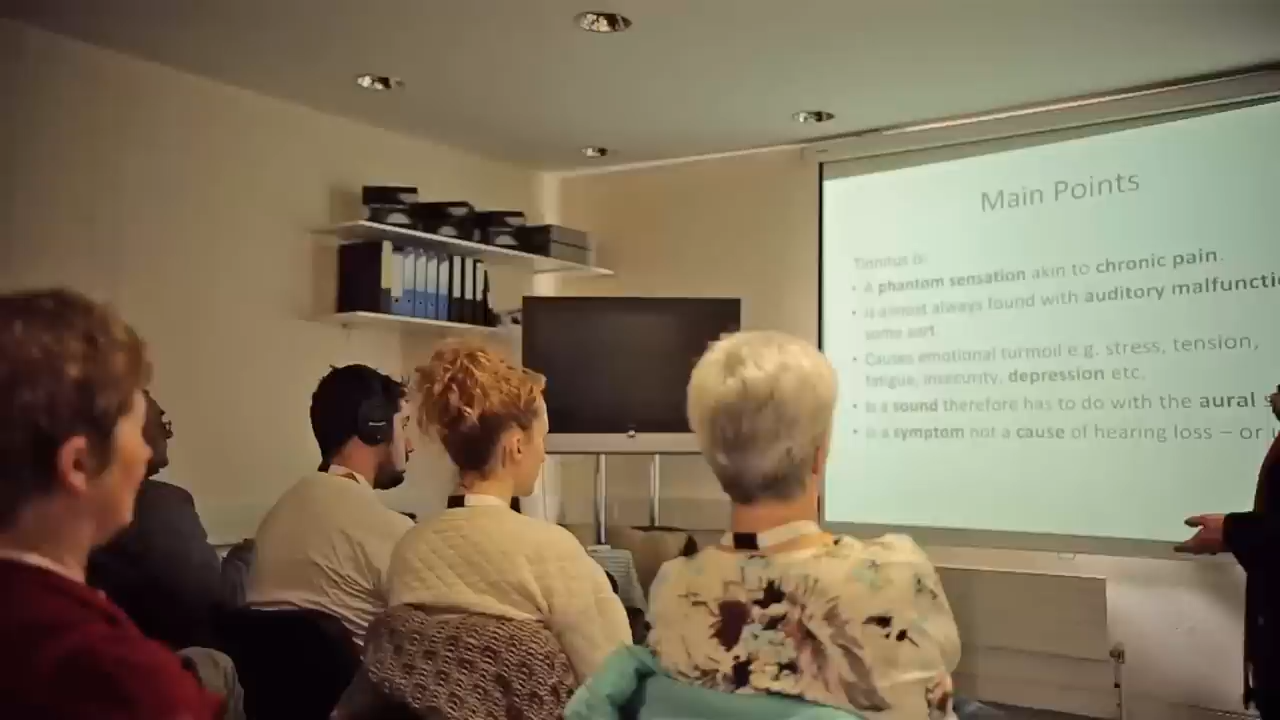 Main Points
Tinnitus is:
• A phantom sensation akin to chronic pain.
• Is almost always found with auditory malfuncti
some sort.
• Causes emotional turmoil e.g. stress, tension,
fatigue, insecurity, depression etc.
• Is a sound therefore has to do with the aural s
• Is a symptom not a cause of hearing loss – or